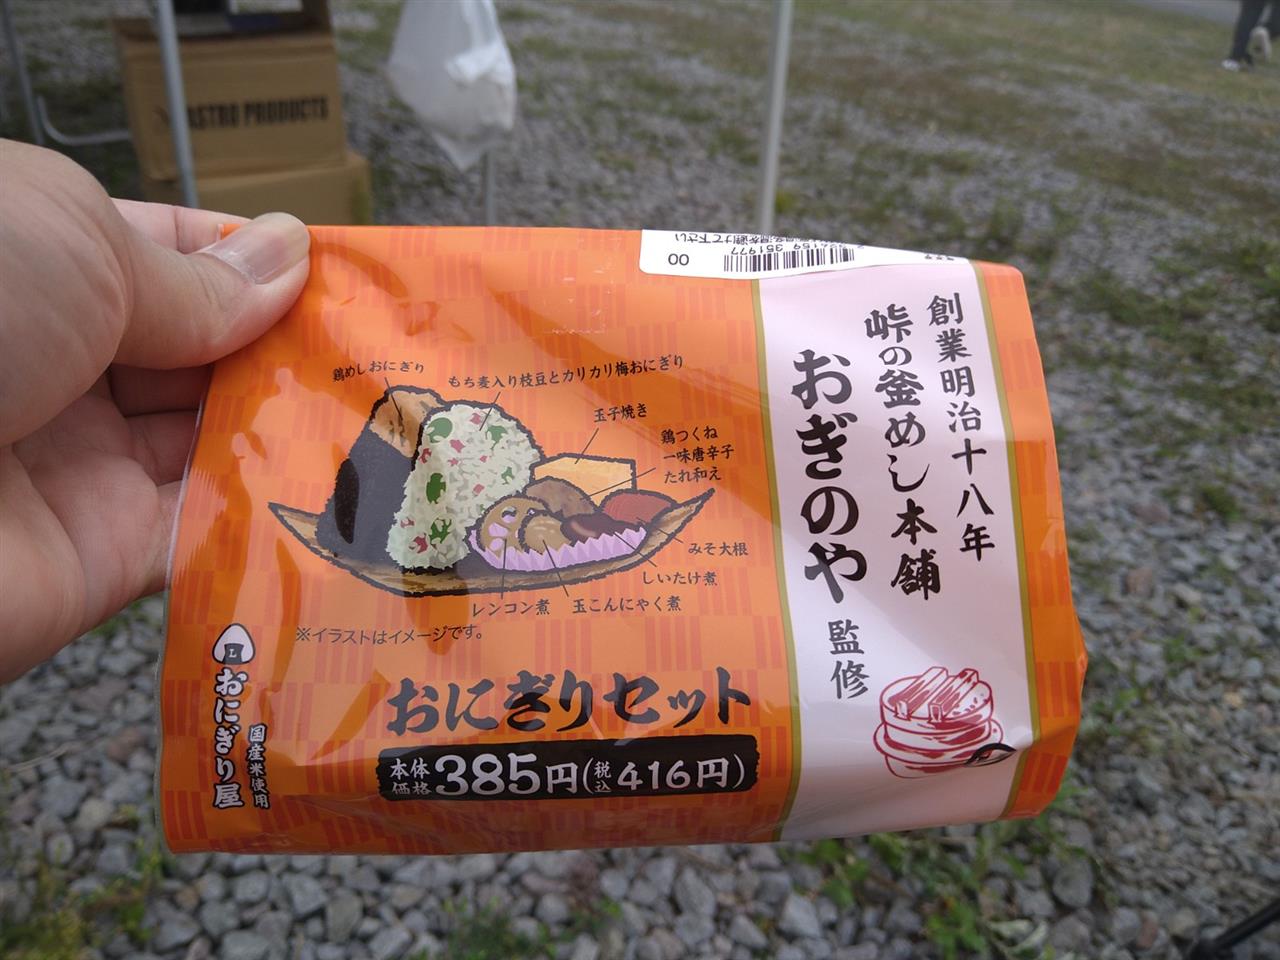 ASTRO PRODUCTS
00
351977
創業明治十八年
峠の釜めし本舗
おぎのや監修
鶏めしおにぎり
もち麦入り枝豆とカリカリ梅おにぎり
玉子焼き
鶏つくね
一味唐辛子
たれ和え
みそ大根
しいたけ煮
玉こんにゃく煮
レンコン煮
※イラストはイメージです。
L
おにぎり屋
国産米使用
おにぎりセット
本体価格385円(税込416円)